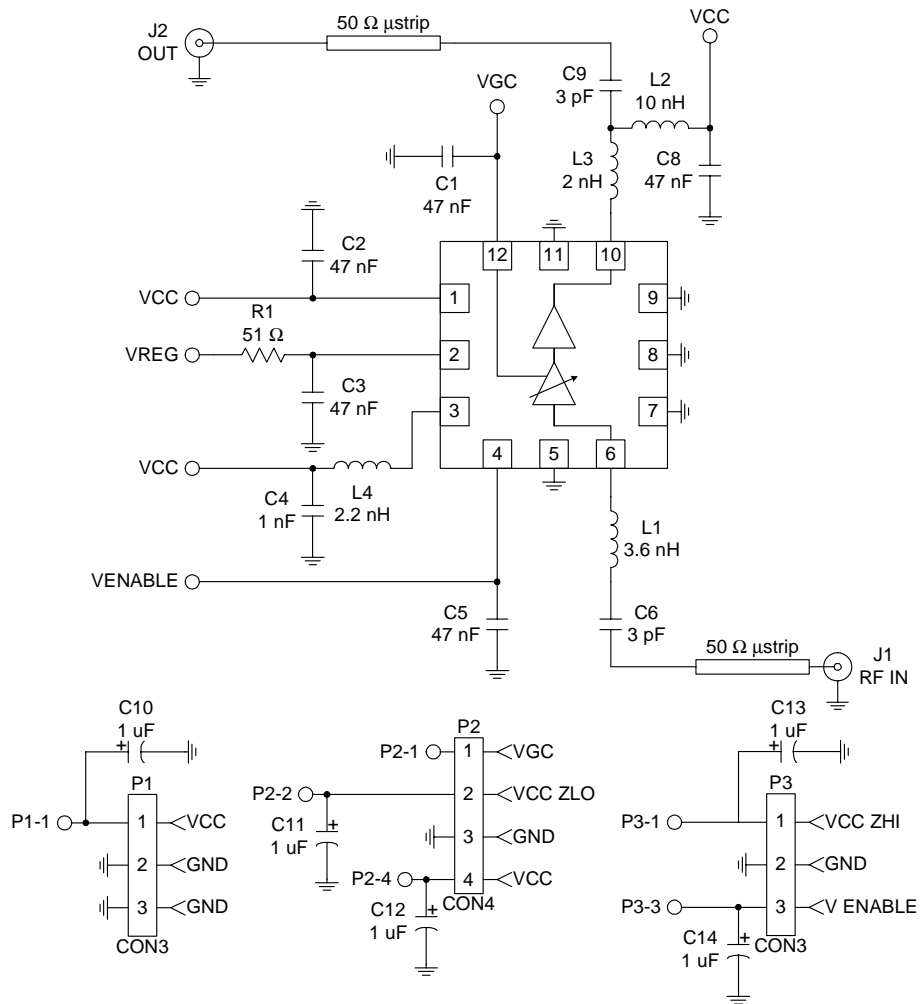 J2
OUT
50 Ω µstrip
VCC
VGC
C9
3 pF
L2
10 nH
C1
47 nF
L3
2 nH
C8
47 nF
C2
47 nF
12
11
10
VCC
1
9
R1
51 Ω
VREG
2
8
C3
47 nF
3
7
VCC
4
5
6
C4
1 nF
L4
2.2 nH
L1
3.6 nH
VENABLE
C5
47 nF
C6
3 pF
50 Ω µstrip
J1
RF IN
C10
1 uF
+
P1
P1-1
1
VCC
2
GND
3
GND
CON3
P2
P2-1
1
VGC
P2-2
2
VCC ZLO
C11
1 uF
+
3
GND
P2-4
4
VCC
CON4
C12
1 uF
+
C13
1 uF
+
P3
P3-1
1
VCC ZHI
2
GND
P3-3
3
V ENABLE
CON3
C14
1 uF
+